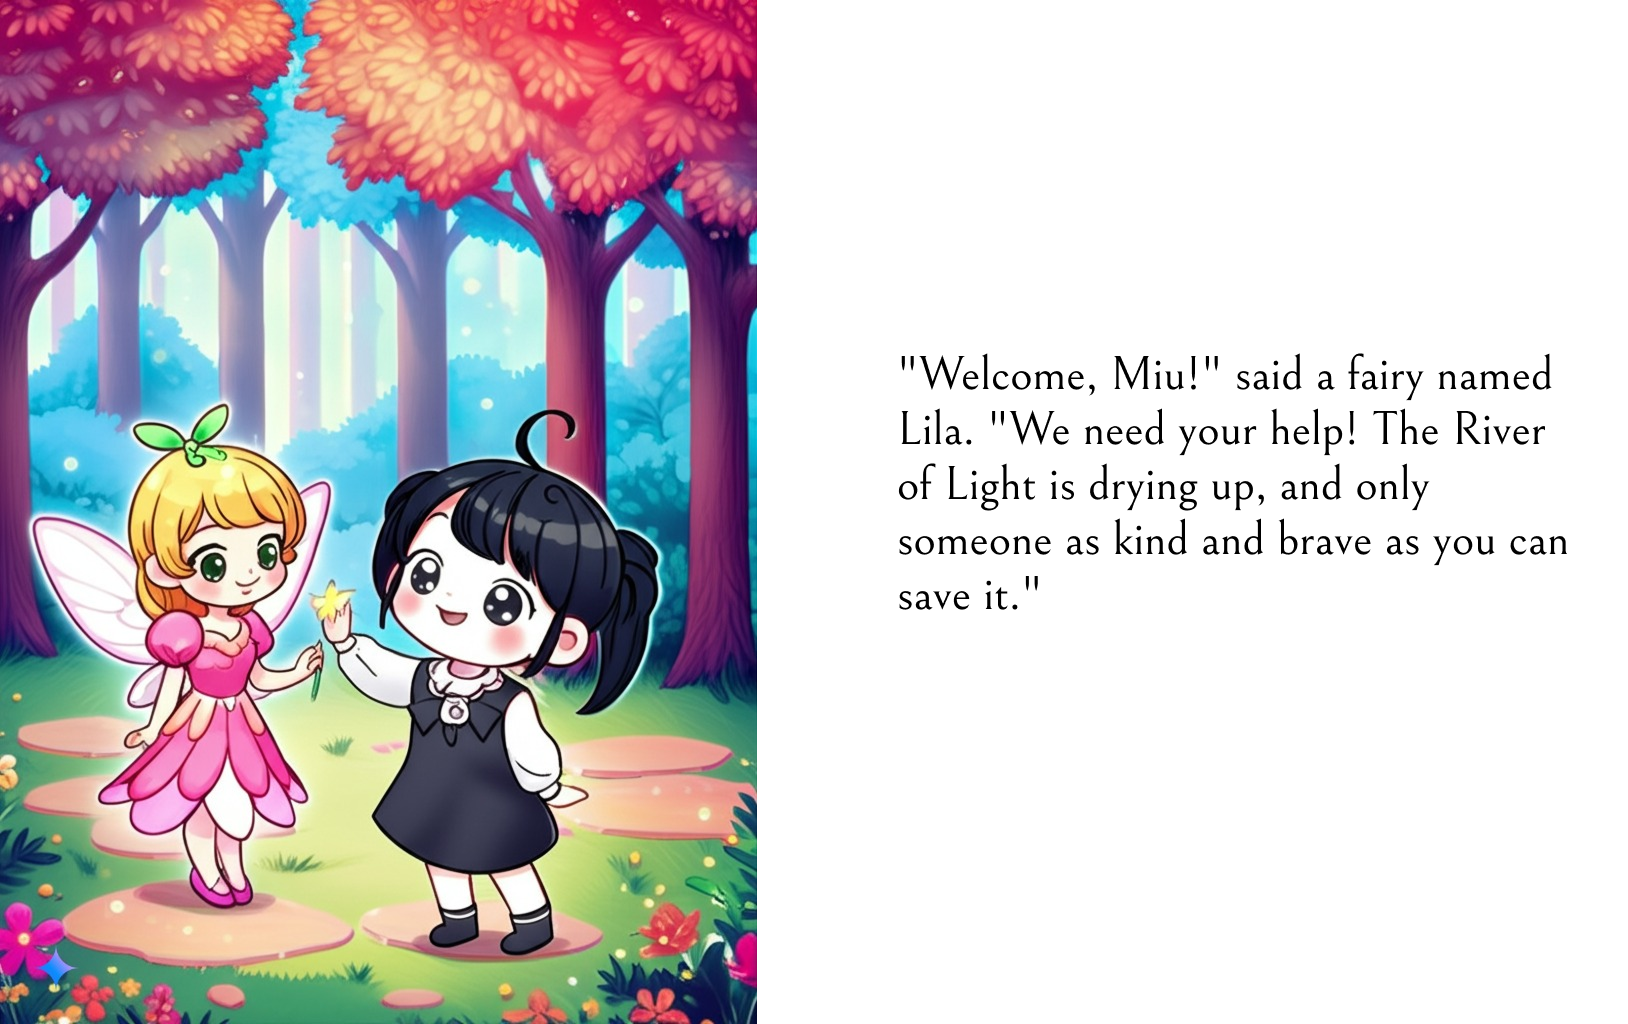 "Welcome, Miu!" said a fairy named
Lila. "We need your help! The River
of Light is drying up, and only
someone as kind and brave as you can
save it."